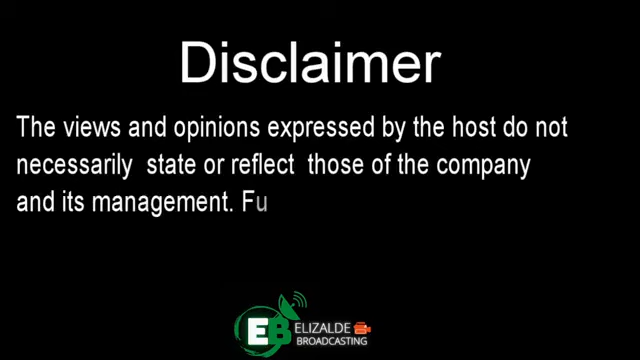 Disclaimer
The views and opinions expressed by the host do not
necessarily state or reflect those of the company
and its management. Fu
EB
ELIZALDE
BROADCASTING